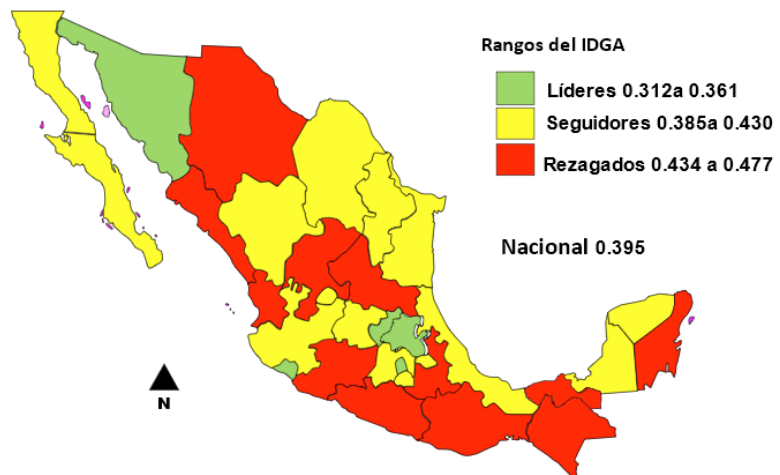 Rangos del IDGA
Líderes 0.312a 0.361
Seguidores 0.385a 0.430
Rezagados 0.434 a 0.477
Nacional 0.395
N